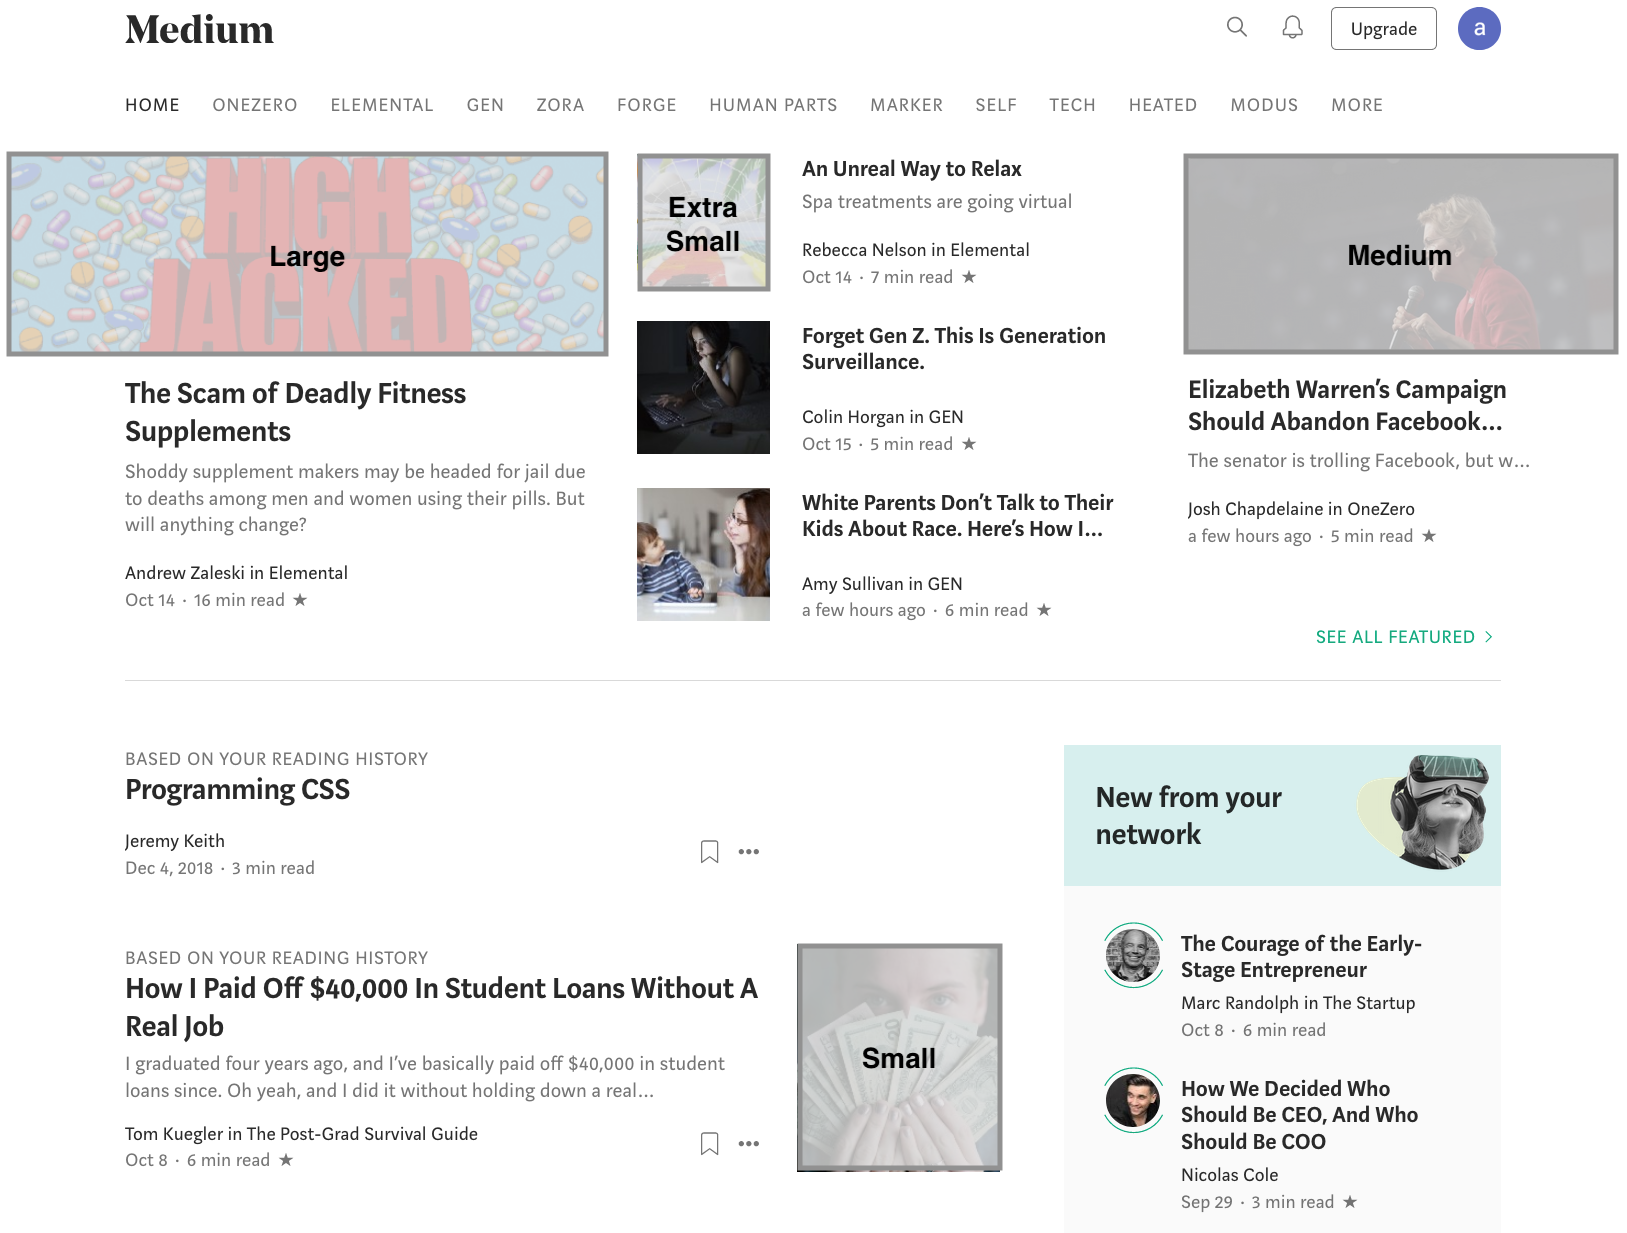 Medium
Upgrade
a
HOME ONEZERO ELEMENTAL GEN ZORA FORGE HUMAN PARTS MARKER SELF TECH HEATED MODUS MORE
HIGH
JACKED
Large
The Scam of Deadly Fitness
Supplements
Shoddy supplement makers may be headed for jail due
to deaths among men and women using their pills. But
will anything change?
Andrew Zaleski in Elemental
Oct 14 · 16 min read ★
Extra
Small
An Unreal Way to Relax
Spa treatments are going virtual
Rebecca Nelson in Elemental
Oct 14 · 7 min read ★
Forget Gen Z. This Is Generation
Surveillance.
Colin Horgan in GEN
Oct 15 · 5 min read ★
White Parents Don’t Talk to Their
Kids About Race. Here’s How I…
Amy Sullivan in GEN
a few hours ago · 6 min read ★
Medium
Elizabeth Warren’s Campaign
Should Abandon Facebook…
The senator is trolling Facebook, but w…
Josh Chapdelaine in OneZero
a few hours ago · 5 min read ★
SEE ALL FEATURED >
BASED ON YOUR READING HISTORY
Programming CSS
Jeremy Keith
Dec 4, 2018 · 3 min read
BASED ON YOUR READING HISTORY
How I Paid Off $40,000 In Student Loans Without A
Real Job
I graduated four years ago, and I’ve basically paid off $40,000 in student
loans since. Oh yeah, and I did it without holding down a real…
Tom Kuegler in The Post-Grad Survival Guide
Oct 8 · 6 min read ★
Small
New from your
network
The Courage of the Early-
Stage Entrepreneur
Marc Randolph in The Startup
Oct 8 · 6 min read
How We Decided Who
Should Be CEO, And Who
Should Be COO
Nicolas Cole
Sep 29 · 3 min read ★